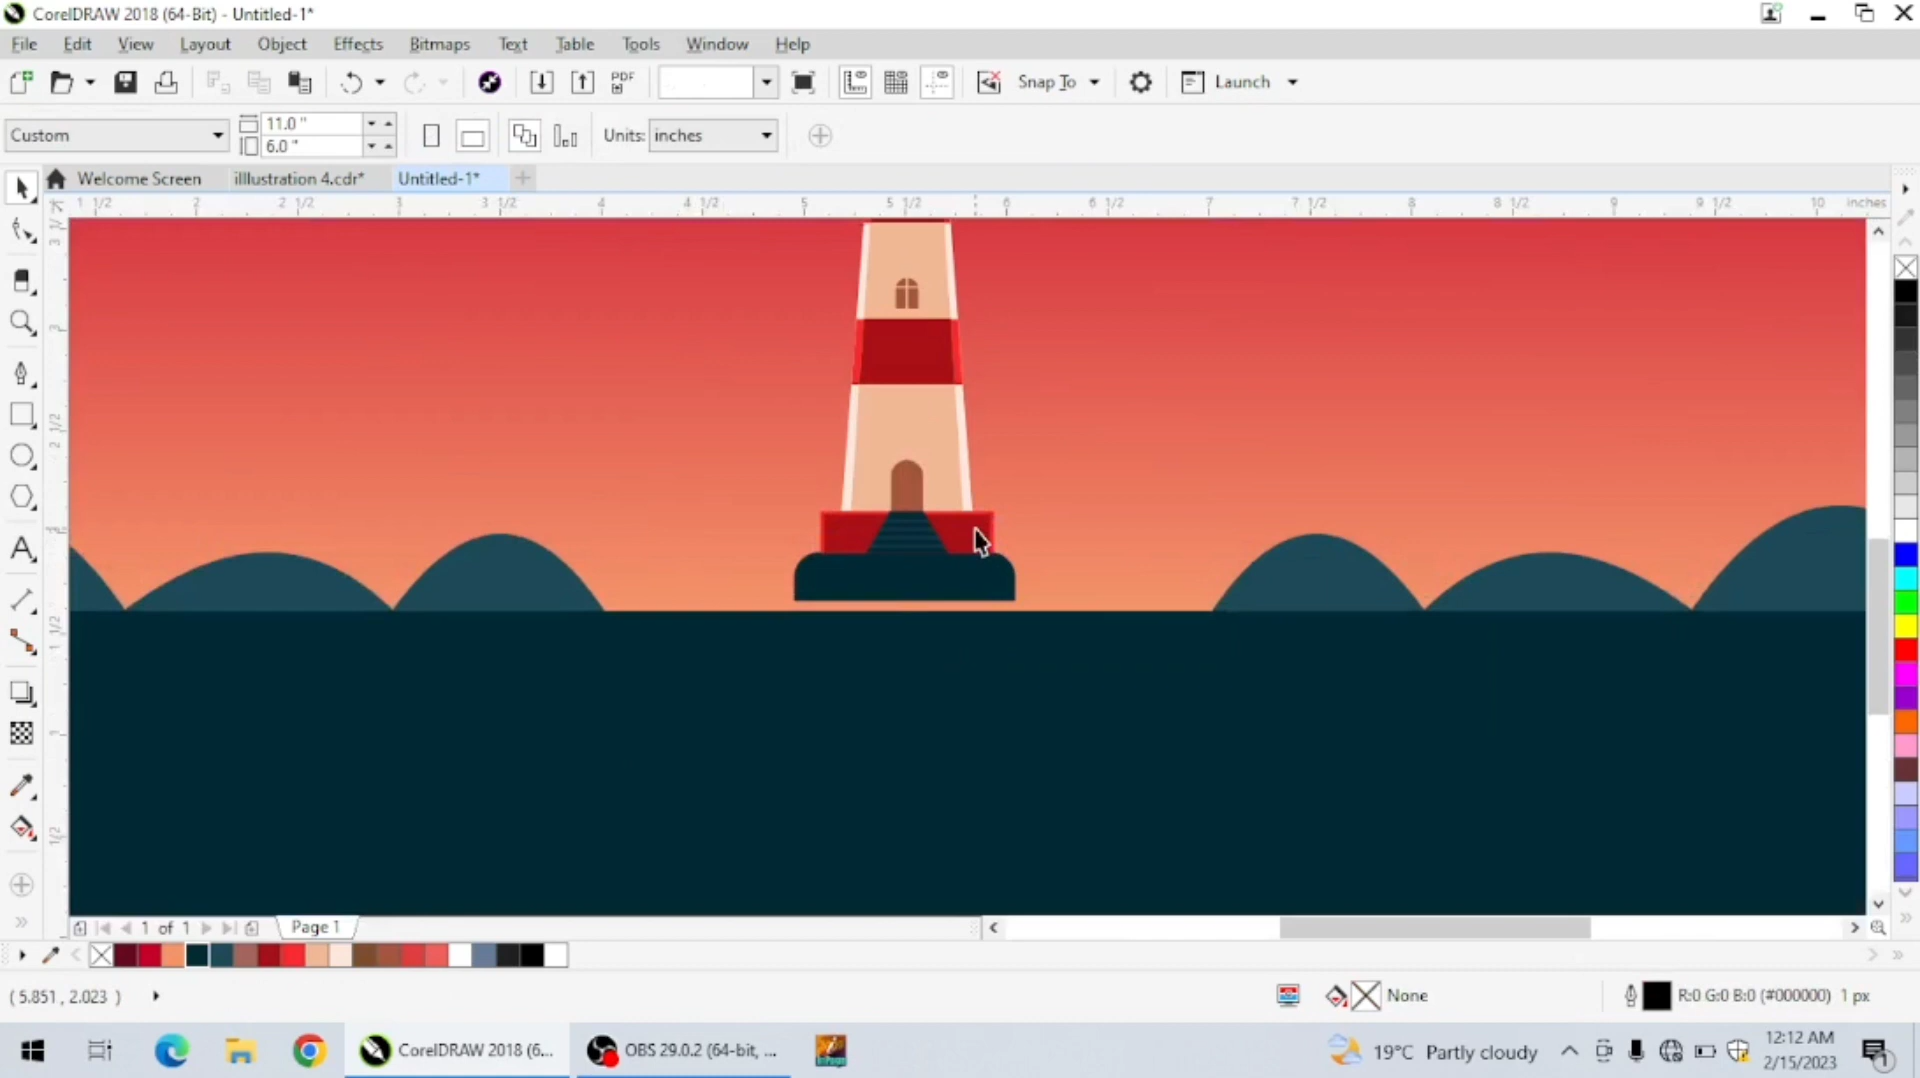 CorelDRAW 2018 (64-Bit) - Untitled-1*
File Edit View Layout Object Effects Bitmaps Text Table Tools Window Help
PDF Snap To Launch
Custom 11.0 " 6.0 " Units: inches
Welcome Screen illlustration 4.cdr* Untitled-1*
1 1/2 2 2 1/2 3 3 1/2 4 4 1/2 5 5 1/2 6 6 1/2 7 7 1/2 8 8 1/2 9 9 1/2 10 inches
1 of 1 Page 1
( 5.851 , 2.023 ) None R:0 G:0 B:0 (#000000) 1 px
CorelDRAW 2018 (6... OBS 29.0.2 (64-bit, ... 19°C Partly cloudy 12:12 AM
2/15/2023 1